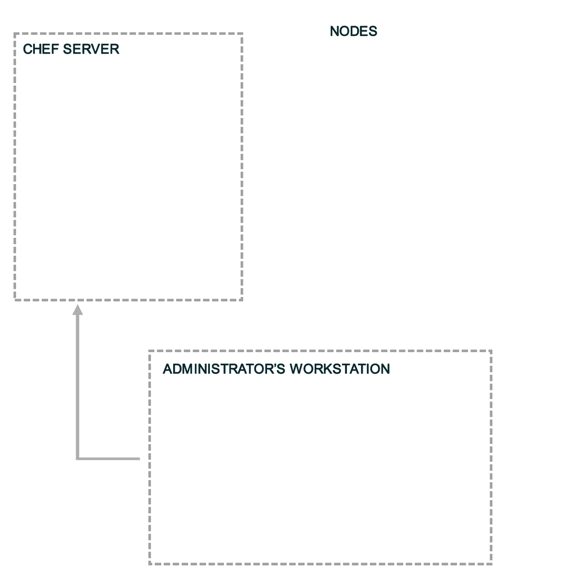 NODES
CHEF SERVER
ADMINISTRATOR'S WORKSTATION